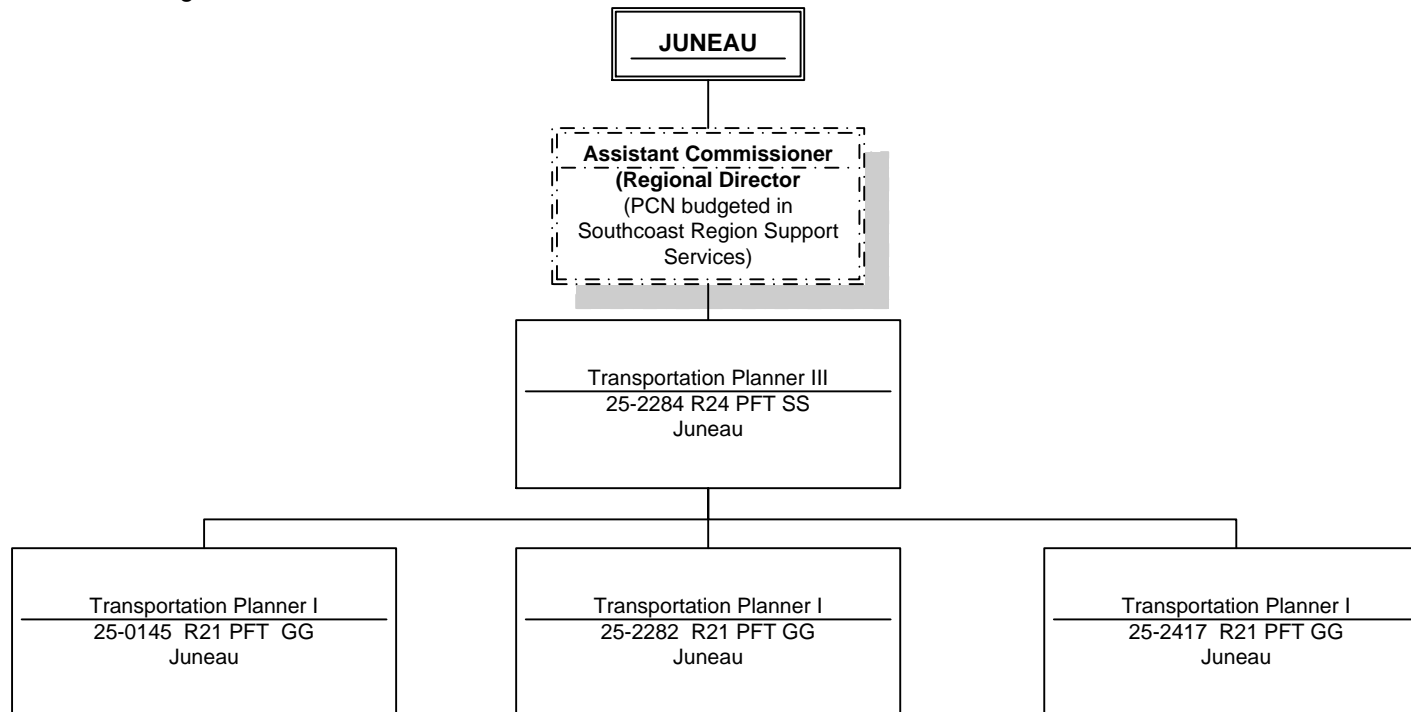 JUNEAU
Assistant Commissioner
(Regional Director
(PCN budgeted in
Southcoast Region Support
Services)
Transportation Planner III
25-2284 R24 PFT SS
Juneau
Transportation Planner I
25-0145 R21 PFT GG
Juneau
Transportation Planner I
25-2282 R21 PFT GG
Juneau
Transportation Planner I
25-2417 R21 PFT GG
Juneau